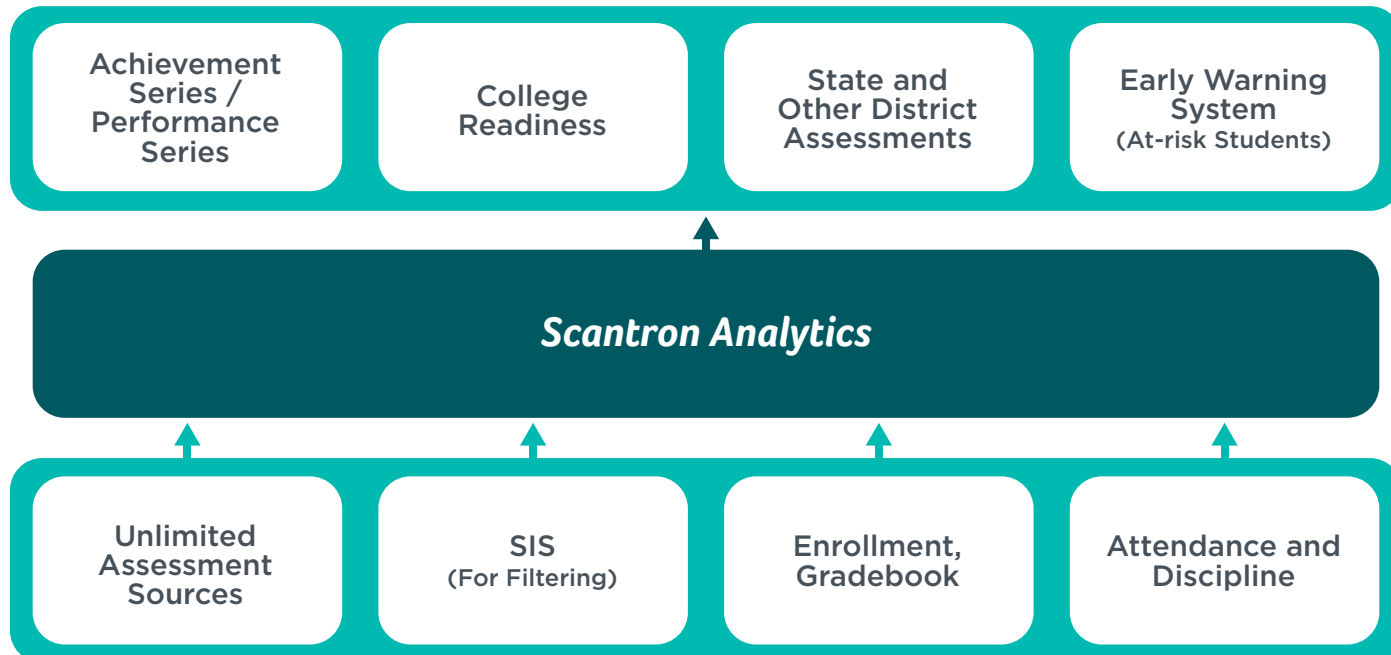 Achievement
Series /
Performance
Series
College
Readiness
State and
Other District
Assessments
Early Warning
System
(At-risk Students)
Scantron Analytics
Unlimited
Assessment
Sources
SIS
(For Filtering)
Enrollment,
Gradebook
Attendance and
Discipline